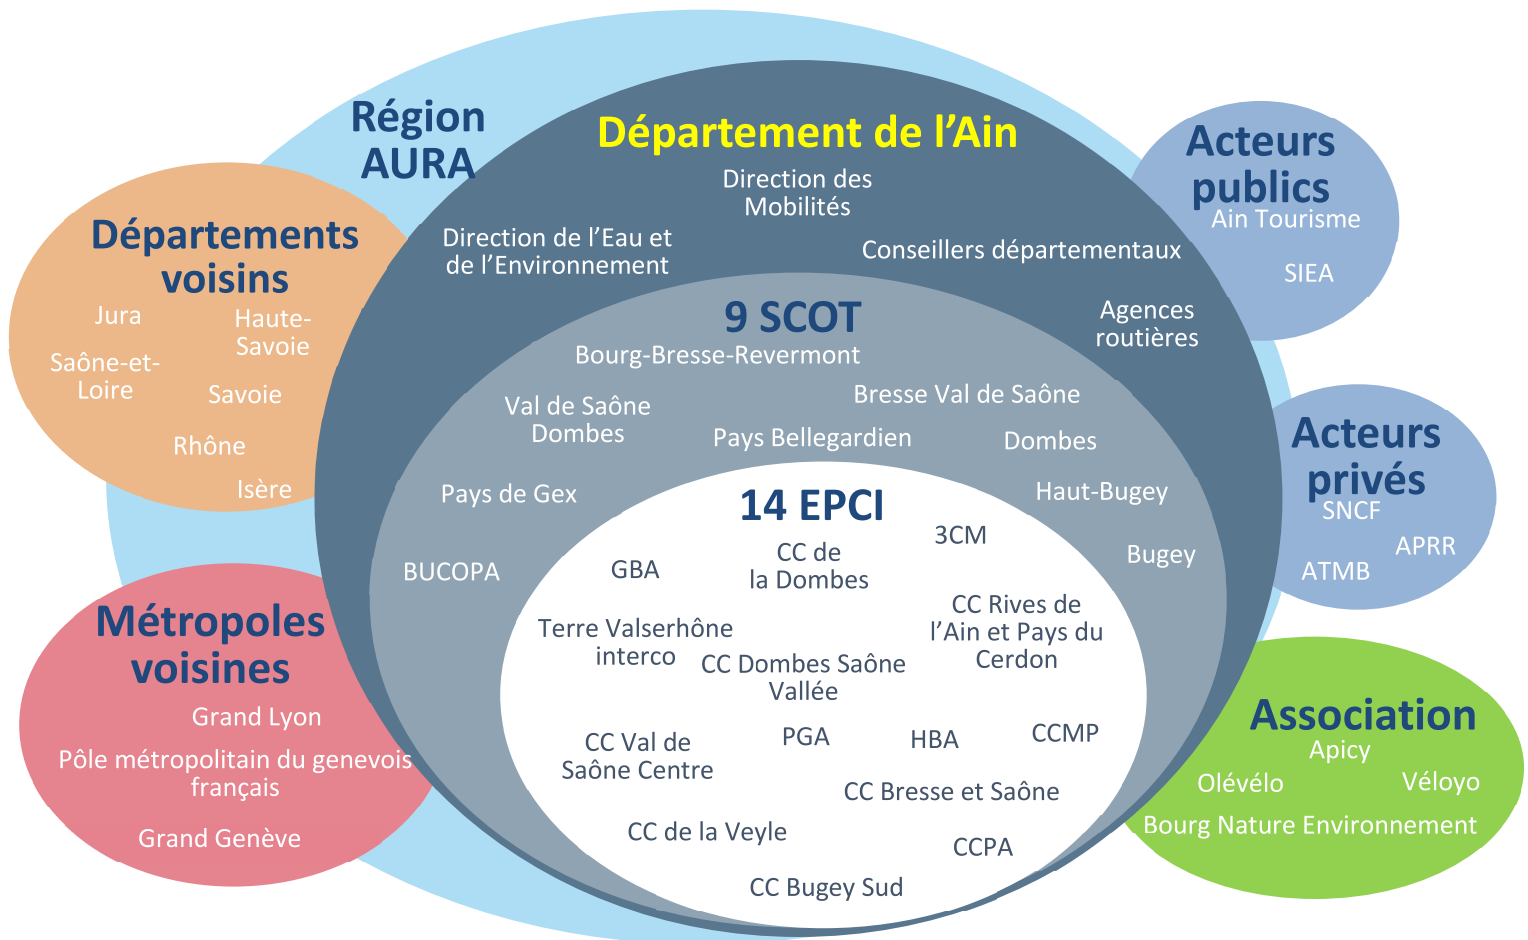 Région
AURA
Département de l’Ain
Direction des
Mobilités
Direction de l’Eau et
de l’Environnement
Conseillers départementaux
Agences
routières
Acteurs
publics
Ain Tourisme
SIEA
Départements
voisins
Jura
Haute-
Savoie
Saône-et-
Loire
Savoie
Rhône
Isère
9 SCOT
Bourg-Bresse-Revermont
Bresse Val de Saône
Val de Saône
Dombes
Pays Bellegardien
Dombes
Pays de Gex
Haut-Bugey
BUCOPA
Bugey
Acteurs
privés
SNCF
APRR
ATMB
14 EPCI
3CM
CC de
la Dombes
GBA
CC Rives de
l’Ain et Pays du
Cerdon
Terre Valserhône
interco
CC Dombes Saône
Vallée
PGA
HBA
CCMP
CC Val de
Saône Centre
CC Bresse et Saône
CC de la Veyle
CCPA
CC Bugey Sud
Métropoles
voisines
Grand Lyon
Pôle métropolitain du genevois
français
Grand Genève
Association
Apicy
Olévélo
Véloyo
Bourg Nature Environnement